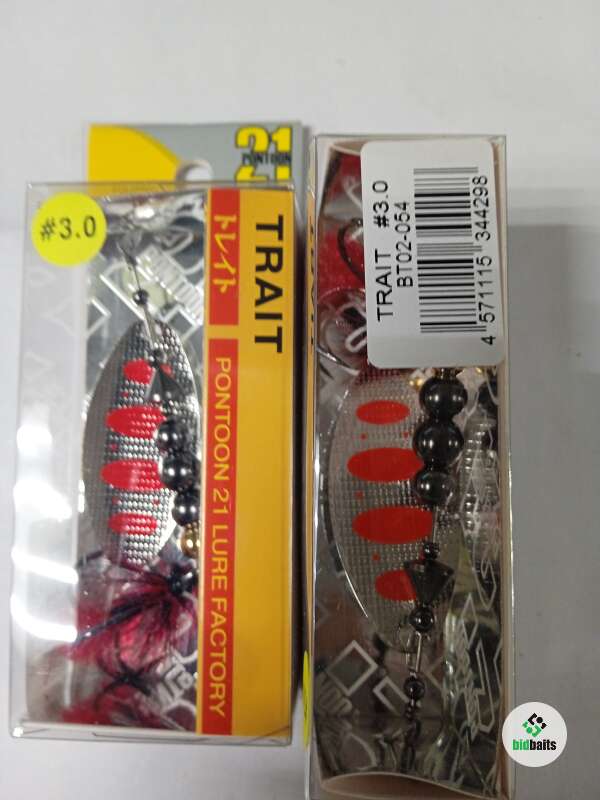 21
PONTOON
#3.0
TRAIT
トレイト
PONTOON 21 LURE FACTORY
TRAIT #3.0
BT02-054
4 571115 344298
bidbaits